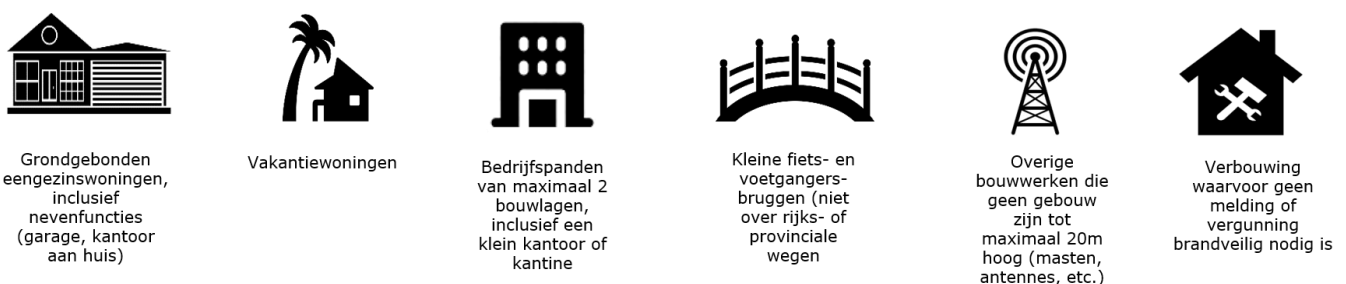 Grondgebonden
eengezinswoningen,
inclusief
nevenfuncties
(garage, kantoor
aan huis)
Vakantiewoningen
Bedrijfspanden
van maximaal 2
bouwlagen,
inclusief een
klein kantoor of
kantine
Kleine fiets- en
voetgangers-
bruggen (niet
over rijks- of
provinciale
wegen
Overige
bouwwerken die
geen gebouw
zijn tot
maximaal 20m
hoog (masten,
antennes, etc.)
Verbouwing
waarvoor geen
melding of
vergunning
brandveilig nodig is